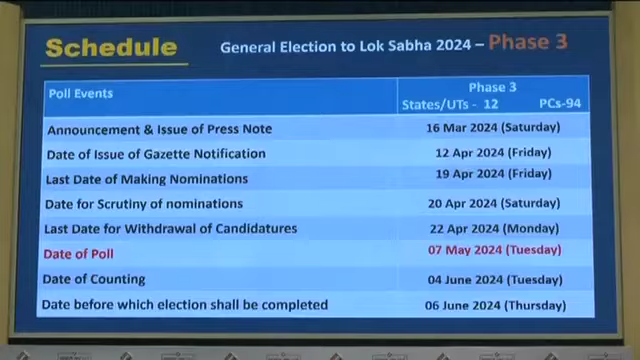 Schedule
General Election to Lok Sabha 2024 – Phase 3
Poll Events
Phase 3
States/UTs - 12 PCs-94
Announcement & Issue of Press Note 16 Mar 2024 (Saturday)
Date of Issue of Gazette Notification 12 Apr 2024 (Friday)
Last Date of Making Nominations 19 Apr 2024 (Friday)
Date for Scrutiny of nominations 20 Apr 2024 (Saturday)
Last Date for Withdrawal of Candidatures 22 Apr 2024 (Monday)
Date of Poll 07 May 2024 (Tuesday)
Date of Counting 04 June 2024 (Tuesday)
Date before which election shall be completed 06 June 2024 (Thursday)